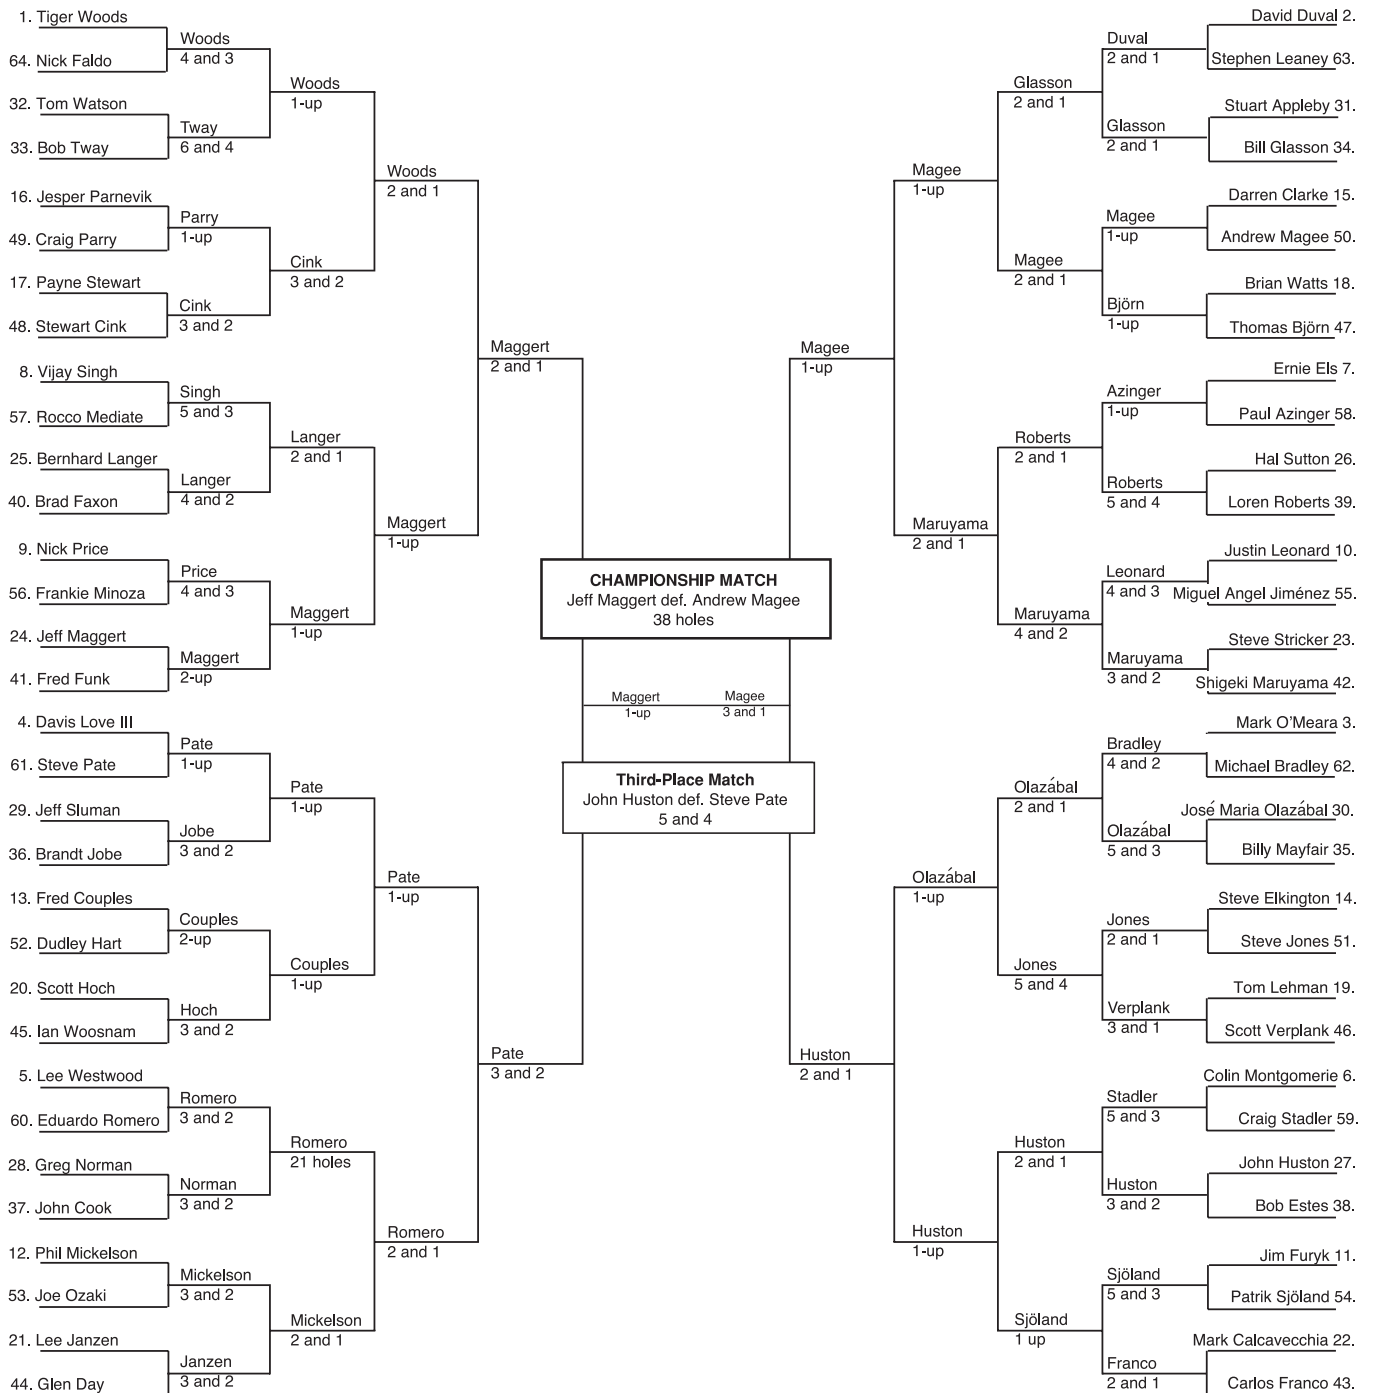 1. Tiger Woods
64. Nick Faldo
32. Tom Watson
33. Bob Tway
16. Jesper Parnevik
49. Craig Parry
17. Payne Stewart
48. Stewart Cink
8. Vijay Singh
57. Rocco Mediate
25. Bernhard Langer
40. Brad Faxon
9. Nick Price
56. Frankie Minoza
24. Jeff Maggert
41. Fred Funk
4. Davis Love III
61. Steve Pate
29. Jeff Sluman
36. Brandt Jobe
13. Fred Couples
52. Dudley Hart
20. Scott Hoch
45. Ian Woosnam
5. Lee Westwood
60. Eduardo Romero
28. Greg Norman
37. John Cook
12. Phil Mickelson
53. Joe Ozaki
21. Lee Janzen
44. Glen Day
Woods
4 and 3
Tway
6 and 4
Parry
1-up
Cink
3 and 2
Singh
5 and 3
Langer
4 and 2
Price
4 and 3
Maggert
2-up
Pate
1-up
Jobe
3 and 2
Couples
2-up
Hoch
3 and 2
Romero
3 and 2
Norman
3 and 2
Mickelson
3 and 2
Janzen
3 and 2
Woods
1-up
Cink
3 and 2
Langer
2 and 1
Maggert
1-up
Pate
1-up
Couples
1-up
Romero
21 holes
Mickelson
2 and 1
Woods
2 and 1
Maggert
1-up
Pate
1-up
Romero
2 and 1
Maggert
2 and 1
Pate
3 and 2
CHAMPIONSHIP MATCH
Jeff Maggert def. Andrew Magee
38 holes
Maggert
1-up
Magee
3 and 1
Third-Place Match
John Huston def. Steve Pate
5 and 4
Magee
1-up
Huston
2 and 1
Magee
1-up
Maruyama
2 and 1
Olazábal
1-up
Huston
1-up
Glasson
2 and 1
Magee
2 and 1
Roberts
2 and 1
Maruyama
4 and 2
Olazábal
2 and 1
Jones
5 and 4
Huston
2 and 1
Sjöland
1 up
Duval
2 and 1
Glasson
2 and 1
Magee
1-up
Björn
1-up
Azinger
1-up
Roberts
5 and 4
Leonard
4 and 3
Maruyama
3 and 2
Bradley
4 and 2
Olazábal
5 and 3
Jones
2 and 1
Verplank
3 and 1
Stadler
5 and 3
Huston
3 and 2
Sjöland
5 and 3
Franco
2 and 1
David Duval 2.
Stephen Leaney 63.
Stuart Appleby 31.
Bill Glasson 34.
Darren Clarke 15.
Andrew Magee 50.
Brian Watts 18.
Thomas Björn 47.
Ernie Els 7.
Paul Azinger 58.
Hal Sutton 26.
Loren Roberts 39.
Justin Leonard 10.
Miguel Angel Jiménez 55.
Steve Stricker 23.
Shigeki Maruyama 42.
Mark O'Meara 3.
Michael Bradley 62.
José Maria Olazábal 30.
Billy Mayfair 35.
Steve Elkington 14.
Steve Jones 51.
Tom Lehman 19.
Scott Verplank 46.
Colin Montgomerie 6.
Craig Stadler 59.
John Huston 27.
Bob Estes 38.
Jim Furyk 11.
Patrik Sjöland 54.
Mark Calcavecchia 22.
Carlos Franco 43.